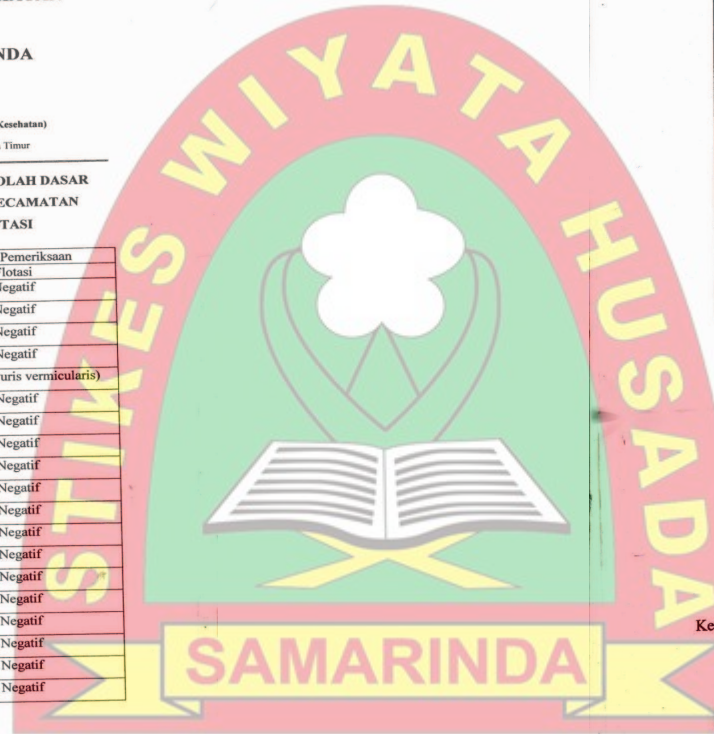 NDA
Kesehatan)
Timur
OLAH DASAR
ECAMATAN
TASI
Pemeriksaan
Flotasi
Negatif
Negatif
Negatif
Negatif
uris vermicularis)
Negatif
Negatif
Negatif
Negatif
Negatif
Negatif
Negatif
Negatif
Negatif
Negatif
Negatif
Negatif
Negatif
Negatif
STIKES WIYATA HUSADA
SAMARINDA
Ke